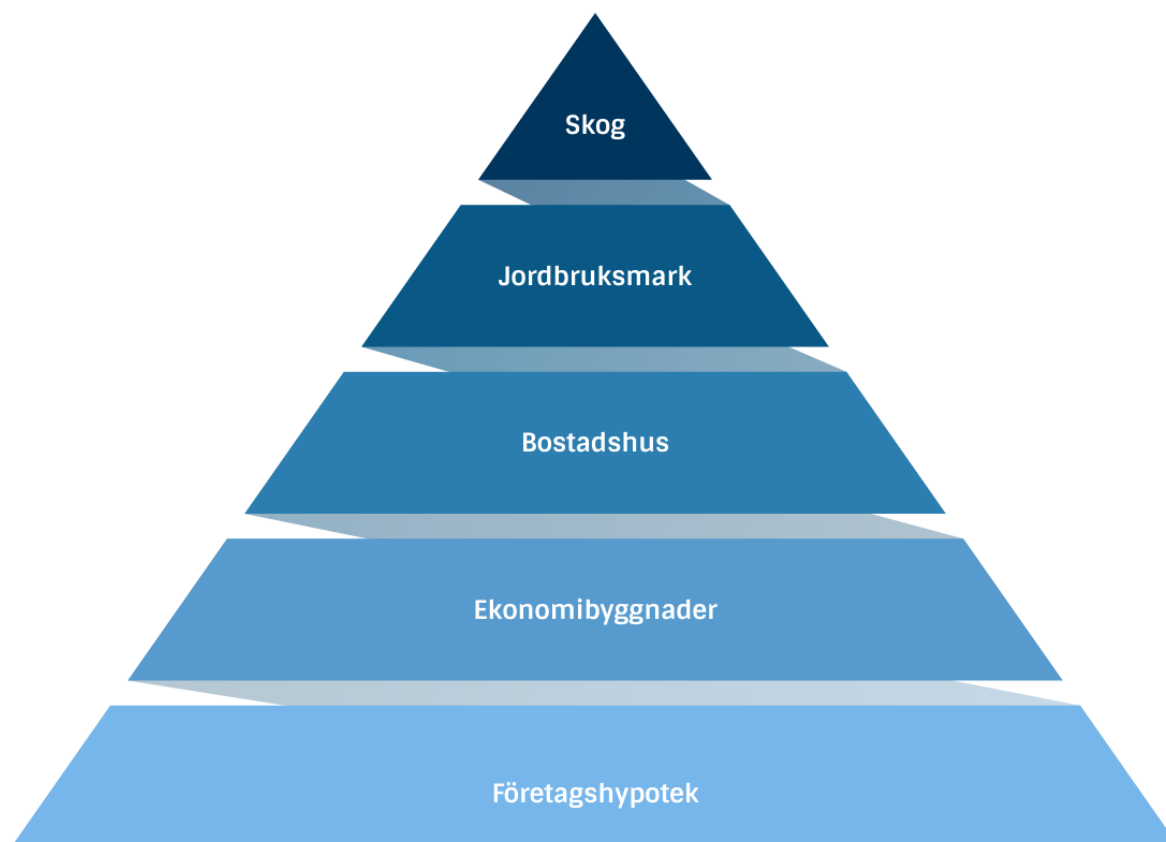 Skog
Jordbruksmark
Bostadshus
Ekonomibyggnader
Företagshypotek